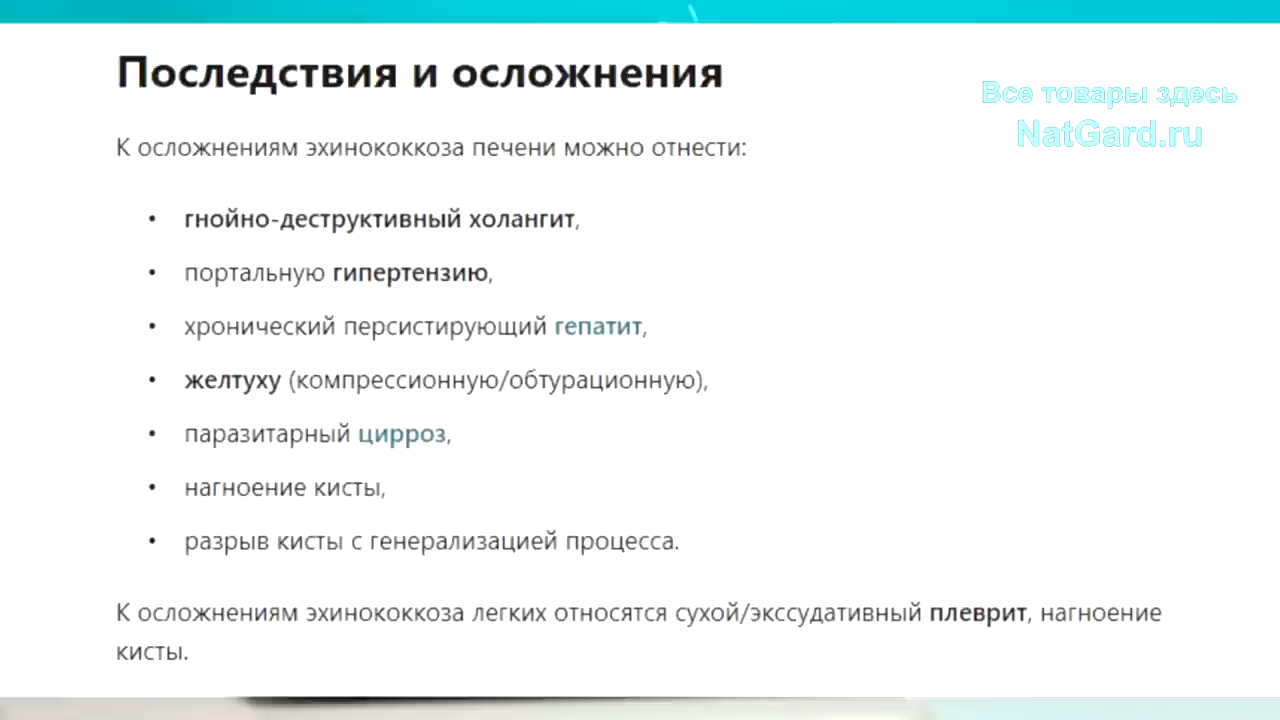 Последствия и осложнения
Все товары здесь
NatGard.ru
К осложнениям эхинококкоза печени можно отнести:
• гнойно-деструктивный холангит,
• портальную гипертензию,
• хронический персистирующий гепатит,
• желтуху (компрессионную/обтурационную),
• паразитарный цирроз,
• нагноение кисты,
• разрыв кисты с генерализацией процесса.
К осложнениям эхинококкоза легких относятся сухой/экссудативный плеврит, нагноение
кисты.